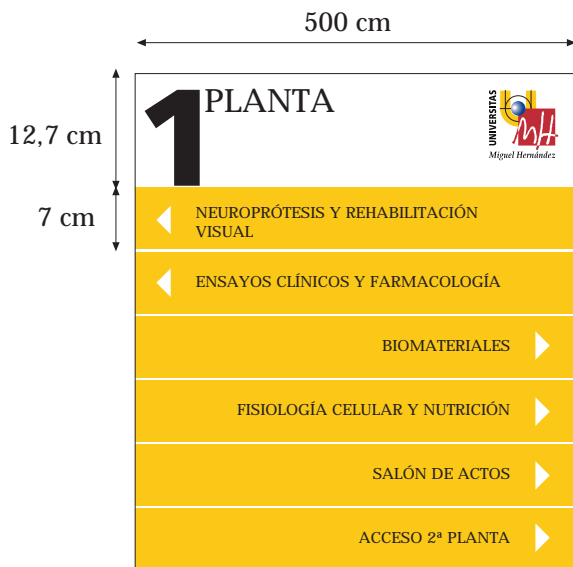 500 cm
12,7 cm
7 cm
1 PLANTA
UNIVERSITAS
MH
Miguel Hernández
NEUROPRÓTESIS Y REHABILITACIÓN
VISUAL
ENSAYOS CLÍNICOS Y FARMACOLOGÍA
BIOMATERIALES
FISIOLOGÍA CELULAR Y NUTRICIÓN
SALÓN DE ACTOS
ACCESO 2ª PLANTA